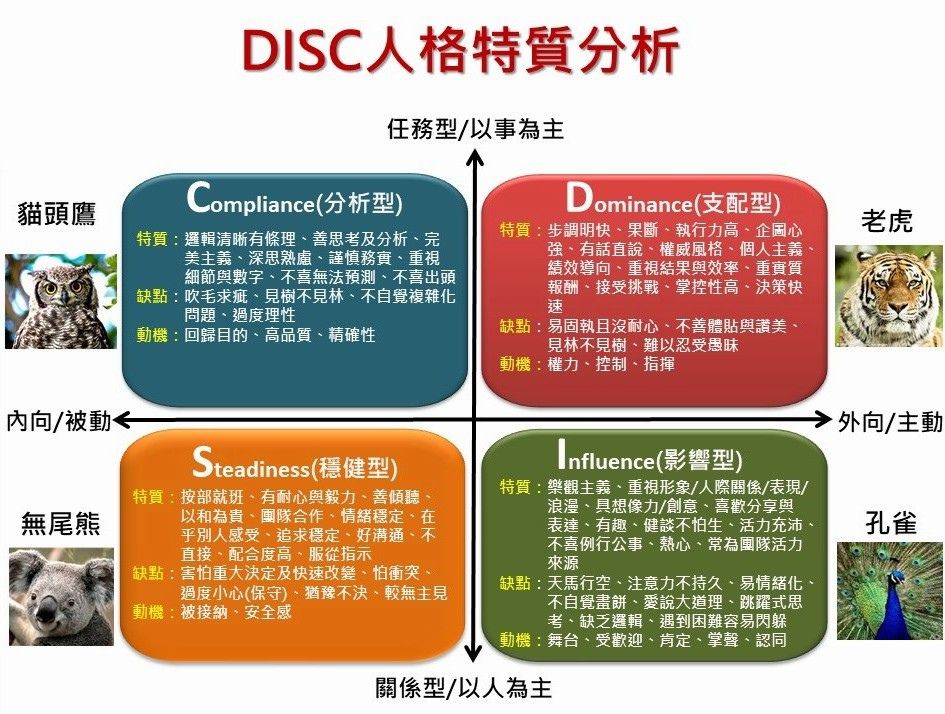 DISC人格特質分析
任務型/以事為主
貓頭鷹
Compliance(分析型)
特質：邏輯清晰有條理、善思考及分析、完
美主義、深思熟慮、謹慎務實、重視
細節與數字、不喜無法預測、不喜出頭
缺點：吹毛求疵、見樹不見林、不自覺複雜化
問題、過度理性
動機：回歸目的、高品質、精確性
Dominance(支配型)
特質：步調明快、果斷、執行力高、企圖心
強、有話直說、權威風格、個人主義、
績效導向、重視結果與效率、重實質
報酬、接受挑戰、掌控性高、決策快
速
缺點：易固執且沒耐心、不善體貼與讚美、
見林不見樹、難以忍受愚昧
動機：權力、控制、指揮
老虎
內向/被動
外向/主動
無尾熊
Steadiness(穩健型)
特質：按部就班、有耐心與毅力、善傾聽、
以和為貴、團隊合作、情緒穩定、在
乎別人感受、追求穩定、好溝通、不
直接、配合度高、服從指示
缺點：害怕重大決定及快速改變、怕衝突、
過度小心(保守)、猶豫不決、較無主見
動機：被接納、安全感
Influence(影響型)
特質：樂觀主義、重視形象/人際關係/表現/
浪漫、具想像力/創意、喜歡分享與
表達、有趣、健談不怕生、活力充沛、
不喜例行公事、熱心、常為團隊活力
來源
缺點：天馬行空、注意力不持久、易情緒化、
不自覺畫餅、愛說大道理、跳躍式思
考、缺乏邏輯、遇到困難容易閃躲
動機：舞台、受歡迎、肯定、掌聲、認同
孔雀
關係型/以人為主